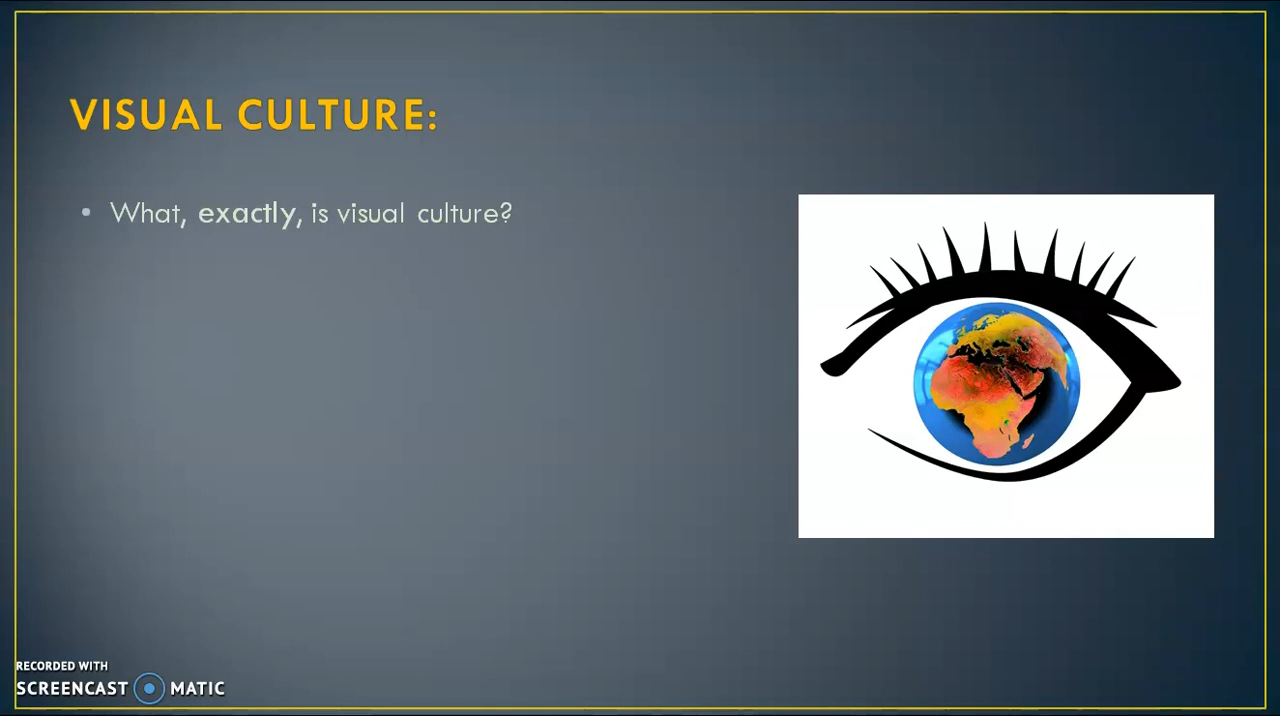 VISUAL CULTURE:
• What, exactly, is visual culture?
RECORDED WITH
SCREENCAST MATIC